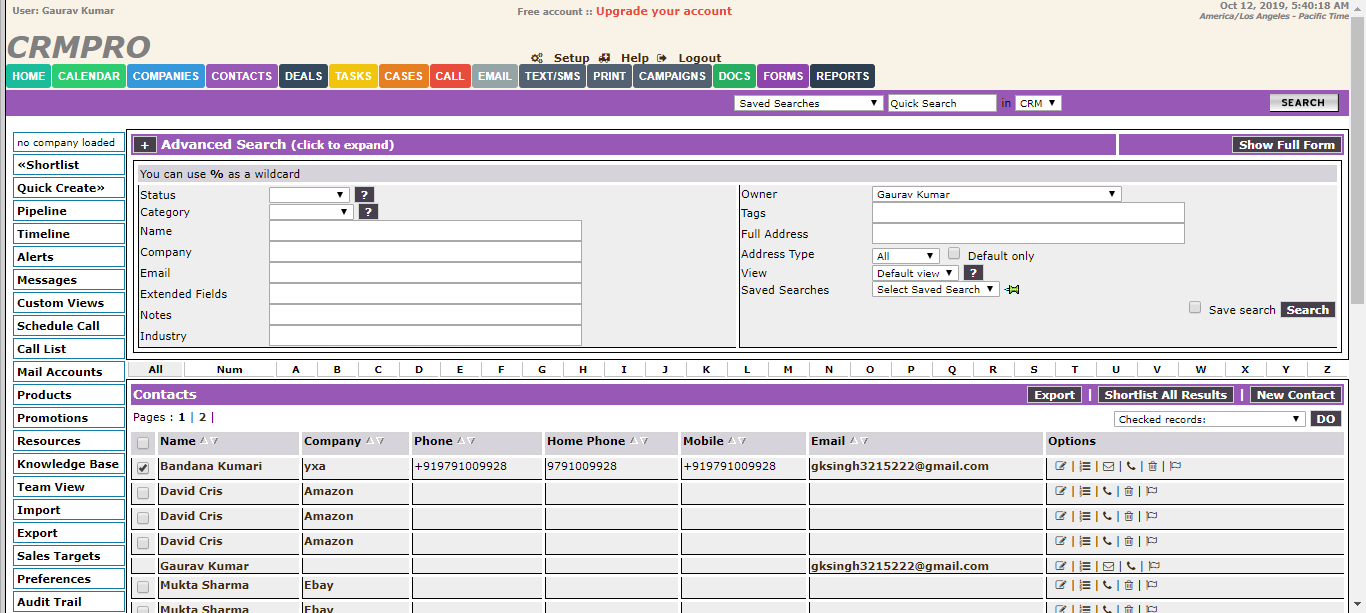 User: Gaurav Kumar
Free account :: Upgrade your account
Oct 12, 2019, 5:40:18 AM
America/Los Angeles - Pacific Time
CRMPRO
Setup Help Logout
HOME CALENDAR COMPANIES CONTACTS DEALS TASKS CASES CALL EMAIL TEXT/SMS PRINT CAMPAIGNS DOCS FORMS REPORTS
Saved Searches Quick Search in CRM SEARCH
no company loaded
«Shortlist
Quick Create»
Pipeline
Timeline
Alerts
Messages
Custom Views
Schedule Call
Call List
Mail Accounts
Products
Promotions
Resources
Knowledge Base
Team View
Import
Export
Sales Targets
Preferences
Audit Trail
+ Advanced Search (click to expand) Show Full Form
You can use % as a wildcard
Status ?
Category ?
Name
Company
Email
Extended Fields
Notes
Industry
Owner Gaurav Kumar
Tags
Full Address
Address Type All Default only
View Default view ?
Saved Searches Select Saved Search
Save search Search
All Num A B C D E F G H I J K L M N O P Q R S T U V W X Y Z
Contacts Export | Shortlist All Results | New Contact
Pages : 1 | 2 |
Checked records: DO
Name Company Phone Home Phone Mobile Email Options
Bandana Kumari yxa +919791009928 9791009928 +919791009928 gksingh3215222@gmail.com | | | | |
David Cris Amazon | | | |
David Cris Amazon | | | |
David Cris Amazon | | | |
Gaurav Kumar gksingh3215222@gmail.com | | | |
Mukta Sharma Ebay | | | |
Mukta Sharma Ebay | | | |